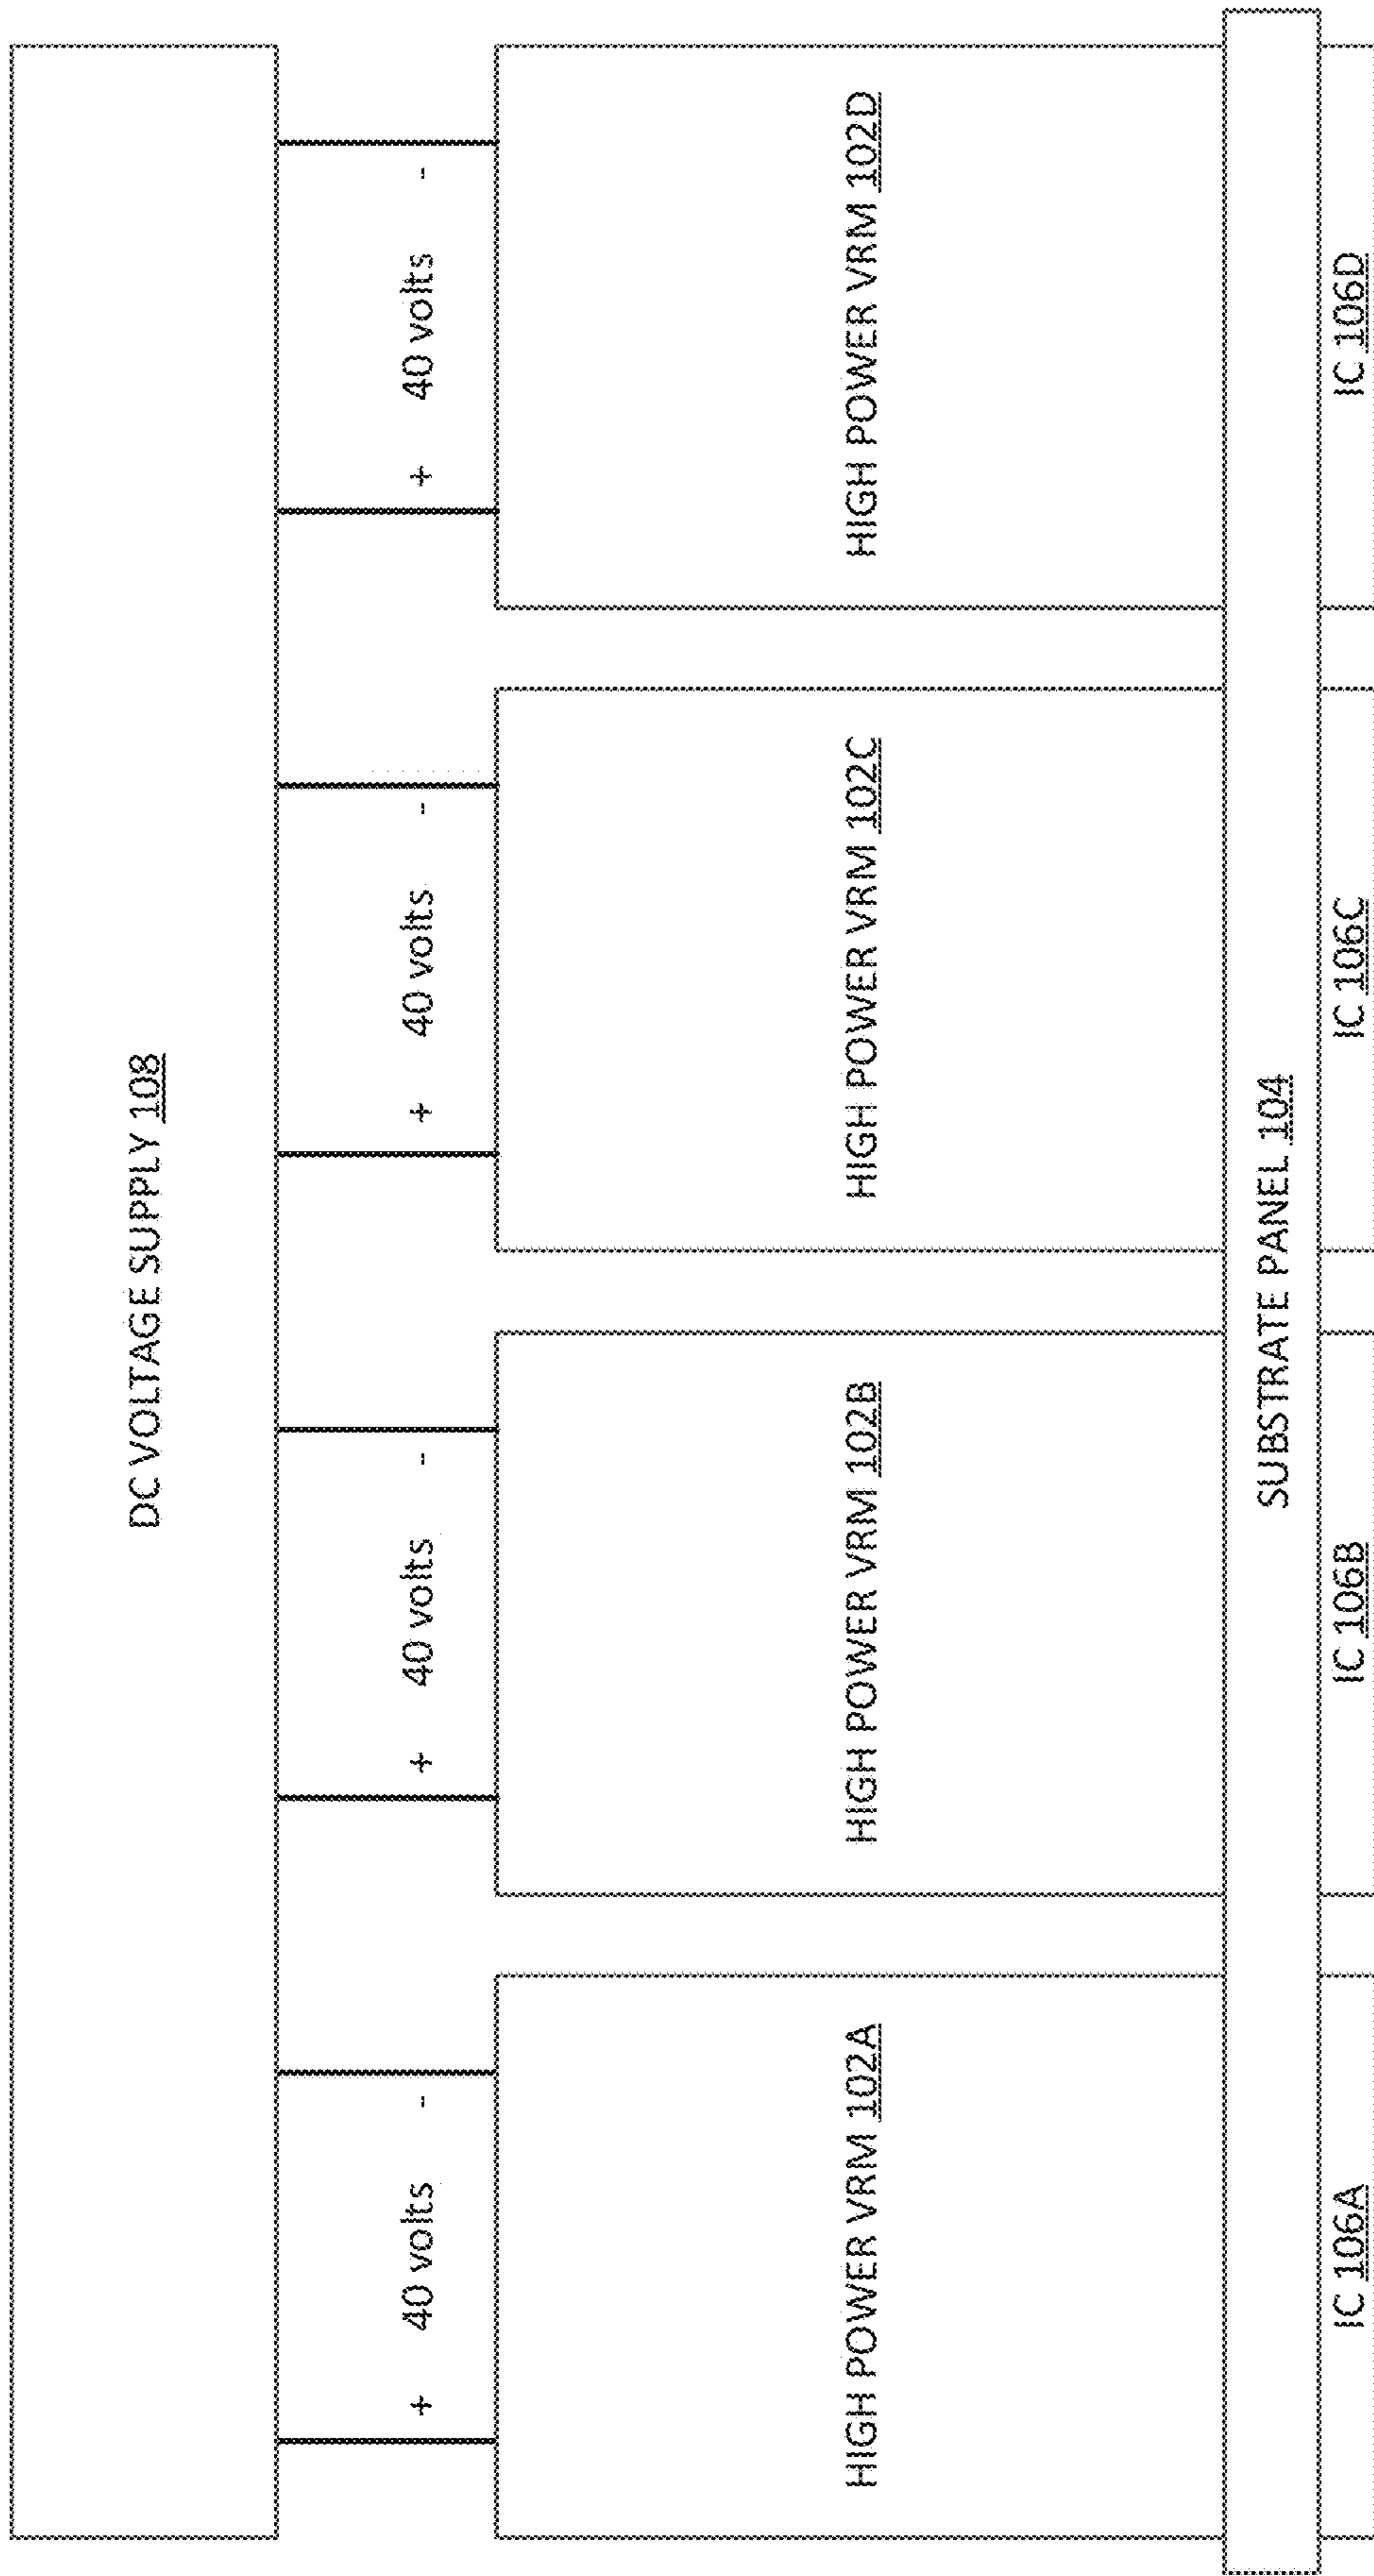 DC VOLTAGE SUPPLY 108
+ 40 volts -
+ 40 volts -
+ 40 volts -
+ 40 volts -
HIGH POWER VRM 102A
HIGH POWER VRM 102B
HIGH POWER VRM 102C
HIGH POWER VRM 102D
SUBSTRATE PANEL 104
IC 106A
IC 106B
IC 106C
IC 106D